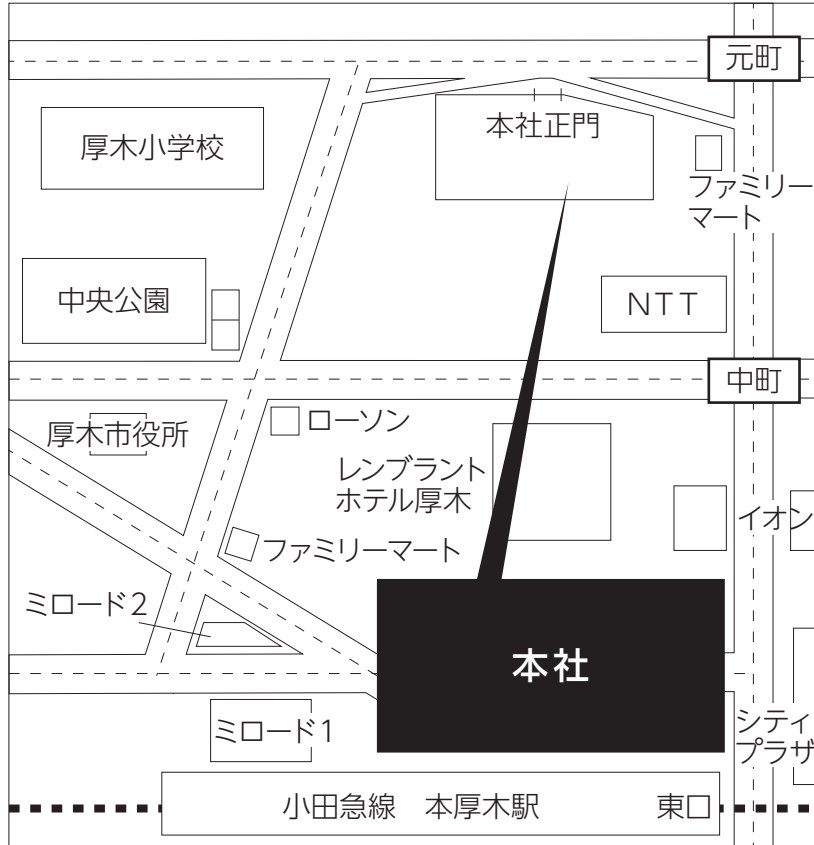 元町
本社正門
厚木小学校
ファミリー
マート
中央公園
NTT
中町
ローソン
厚木市役所
レンブラント
ホテル厚木
イオン
ファミリーマート
ミロード2
本社
ミロード1
シティ
プラザ
小田急線 本厚木駅 東口